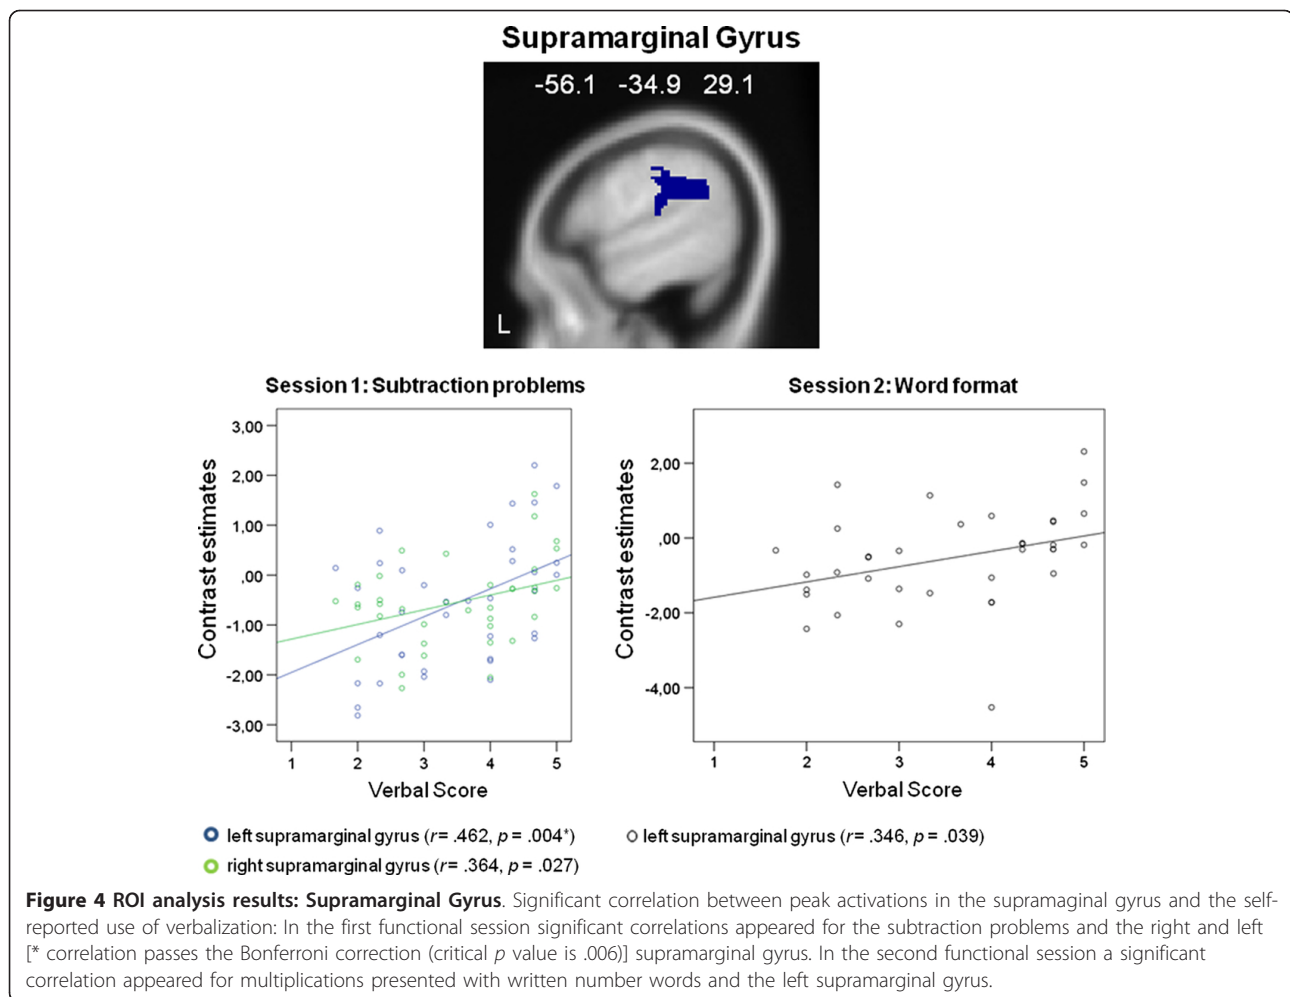 Supramarginal Gyrus
-56.1 -34.9 29.1
L
Session 1: Subtraction problems
3,00
2,00
1,00
,00
-1,00
-2,00
-3,00
Contrast estimates
1 2 3 4 5
Verbal Score
Session 2: Word format
2,00
,00
-2,00
-4,00
Contrast estimates
1 2 3 4 5
Verbal Score
left supramarginal gyrus (r= .462, p = .004*)
right supramarginal gyrus (r= .364, p = .027)
left supramarginal gyrus (r= .346, p = .039)
Figure 4 ROI analysis results: Supramarginal Gyrus. Significant correlation between peak activations in the supramaginal gyrus and the self-
reported use of verbalization: In the first functional session significant correlations appeared for the subtraction problems and the right and left
[* correlation passes the Bonferroni correction (critical p value is .006)] supramarginal gyrus. In the second functional session a significant
correlation appeared for multiplications presented with written number words and the left supramarginal gyrus.